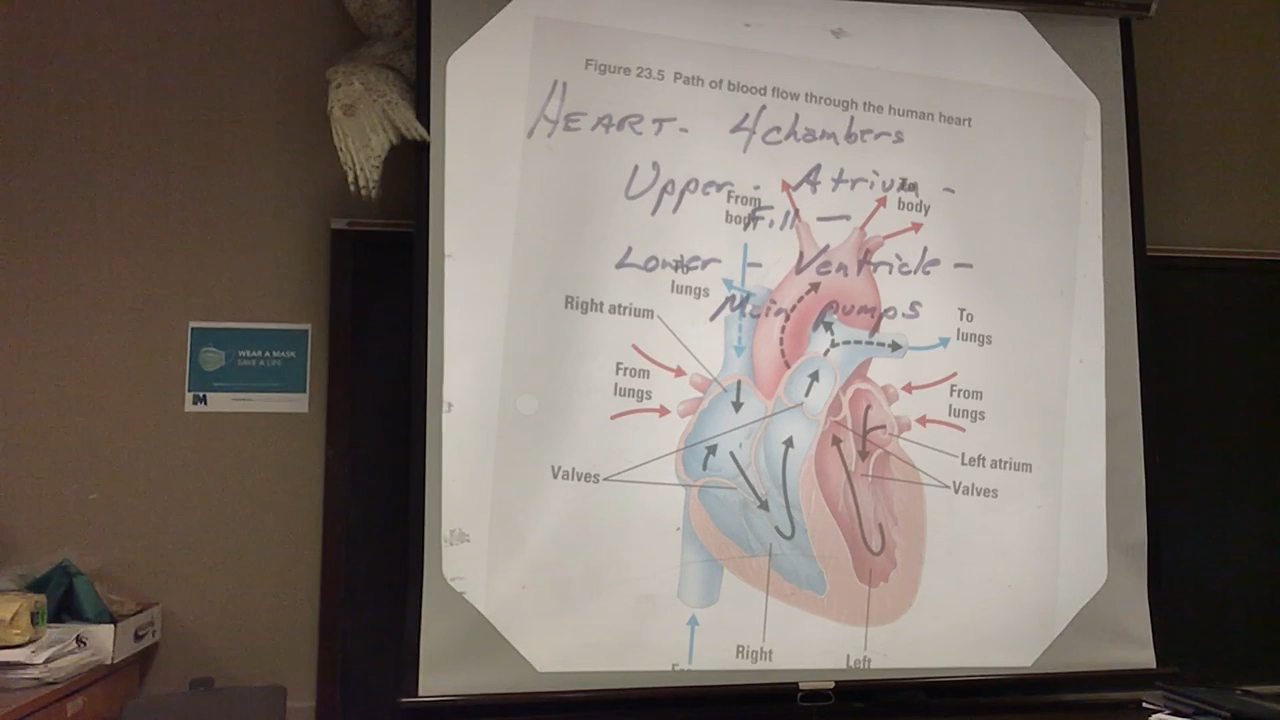 Figure 23.5 Path of blood flow through the human heart
HEART - 4 chambers
Upper - Atrium -
Fill -
From
body
To
body
Lower - Ventricle -
To
lungs
Main pumps
Right atrium
To
lungs
From
lungs
From
lungs
Left atrium
Valves
Valves
Right
Left
WEAR A MASK
SAVE A LIFE